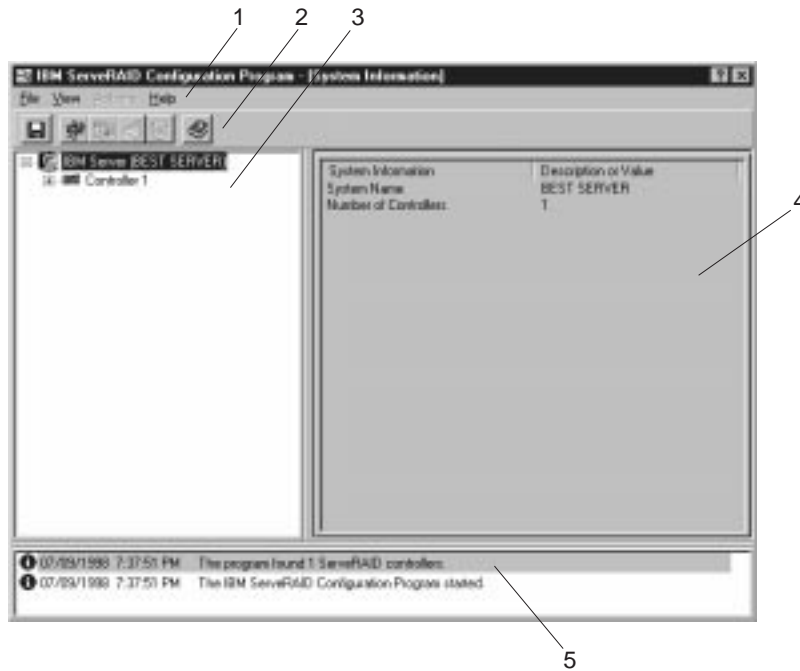 1 2 3
IBM ServeRAID Configuration Program - [System Information]
File View Actions Help
IBM Server [BEST SERVER]
Controller 1
System Information Description or Value
System Name BEST SERVER
Number of Controllers 1
4
07/09/1998 7:37:51 PM The program found 1 ServeRAID controllers.
07/09/1998 7:37:51 PM The IBM ServeRAID Configuration Program started.
5